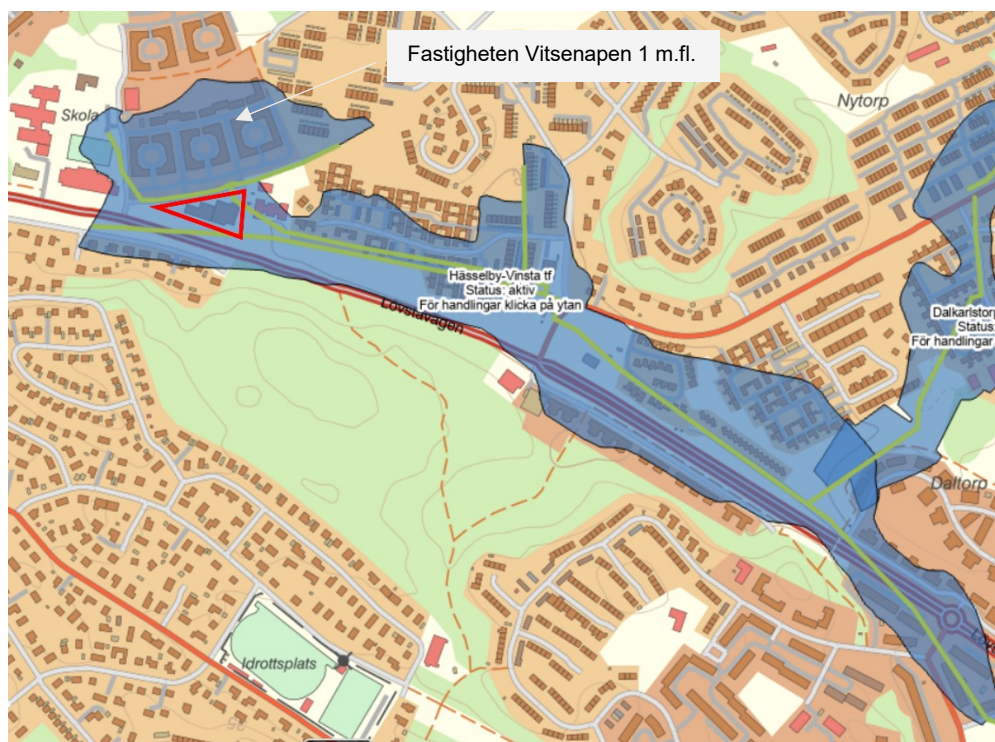 Fastigheten Vitsenapen 1 m.fl.
Skola
Nytorp
Hässelby-Vinsta tf
Status: aktiv
För handlingar klicka på ytan
Lövstavägen
Dalkarlstorp
Status:
För handlingar
Daltorp
Idrottsplats